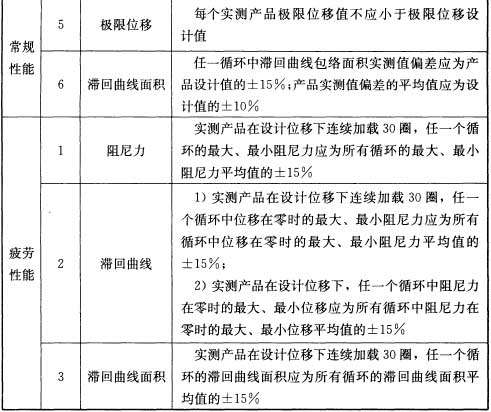 常规性能
5
极限位移
每个实测产品极限位移值不应小于极限位移设
计值
6
滞回曲线面积
任一循环中滞回曲线包络面积实测值偏差应为产
品设计值的±15%；产品实测值偏差的平均值应为设
计值的±10%
疲劳性能
1
阻尼力
实测产品在设计位移下连续加载30圈，任一个循
环的最大、最小阻尼力应为所有循环的最大、最小
阻尼力平均值的±15%
2
滞回曲线
1）实测产品在设计位移下连续加载30圈，任一
个循环中位移在零时的最大、最小阻尼力应为所有
循环中位移在零时的最大、最小阻尼力平均值的
±15%；
2）实测产品在设计位移下，任一个循环中阻尼力
在零时的最大、最小位移应为所有循环中阻尼力在
零时的最大、最小位移平均值的±15%
3
滞回曲线面积
实测产品在设计位移下连续加载30圈，任一个循
环的滞回曲线面积应为所有循环的滞回曲线面积平
均值的±15%